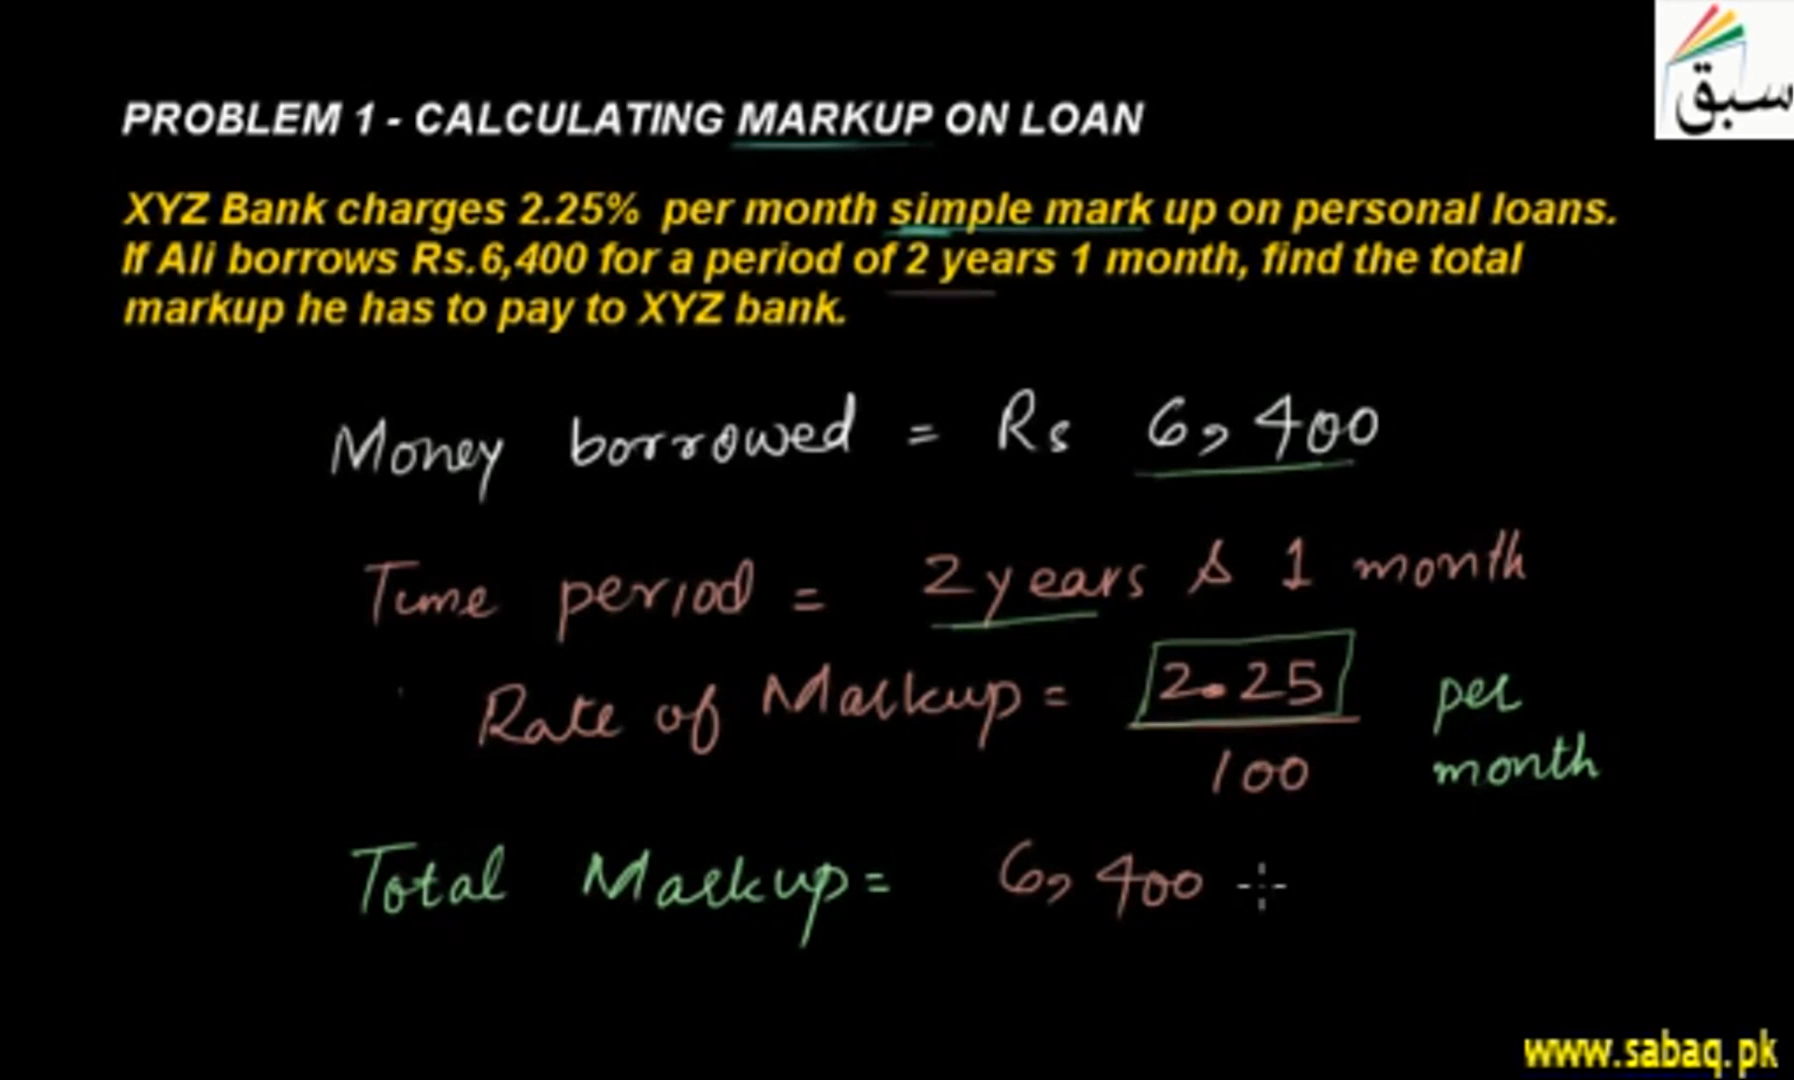 سبق
PROBLEM 1 - CALCULATING MARKUP ON LOAN
XYZ Bank charges 2.25% per month simple mark up on personal loans.
If Ali borrows Rs.6,400 for a period of 2 years 1 month, find the total
markup he has to pay to XYZ bank.
Money borrowed = Rs 6,400
Time period = 2 years & 1 month
Rate of Markup = 2.25 per
100 month
Total Markup = 6,400
www.sabaq.pk